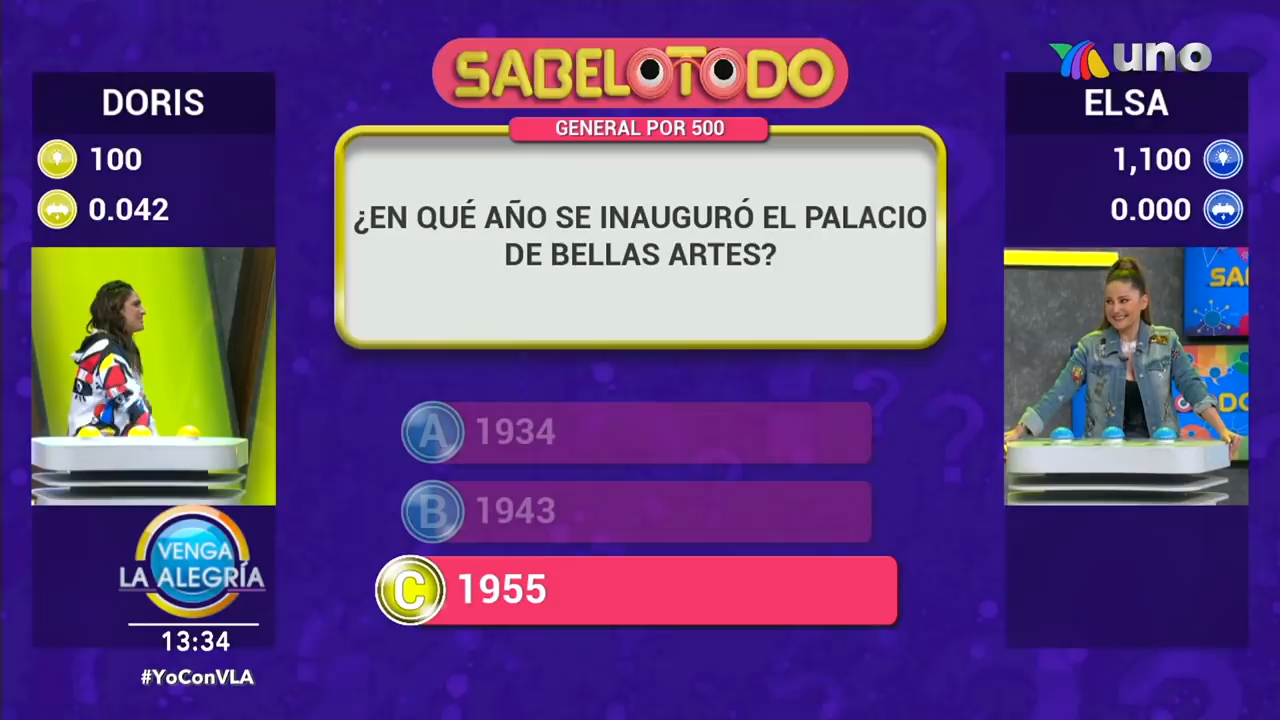 SABELOTODO
uno
GENERAL POR 500
DORIS
100
0.042
ELSA
1,100
0.000
¿EN QUÉ AÑO SE INAUGURÓ EL PALACIO
DE BELLAS ARTES?
A 1934
B 1943
C 1955
VENGA
LA ALEGRÍA
13:34
#YoConVLA